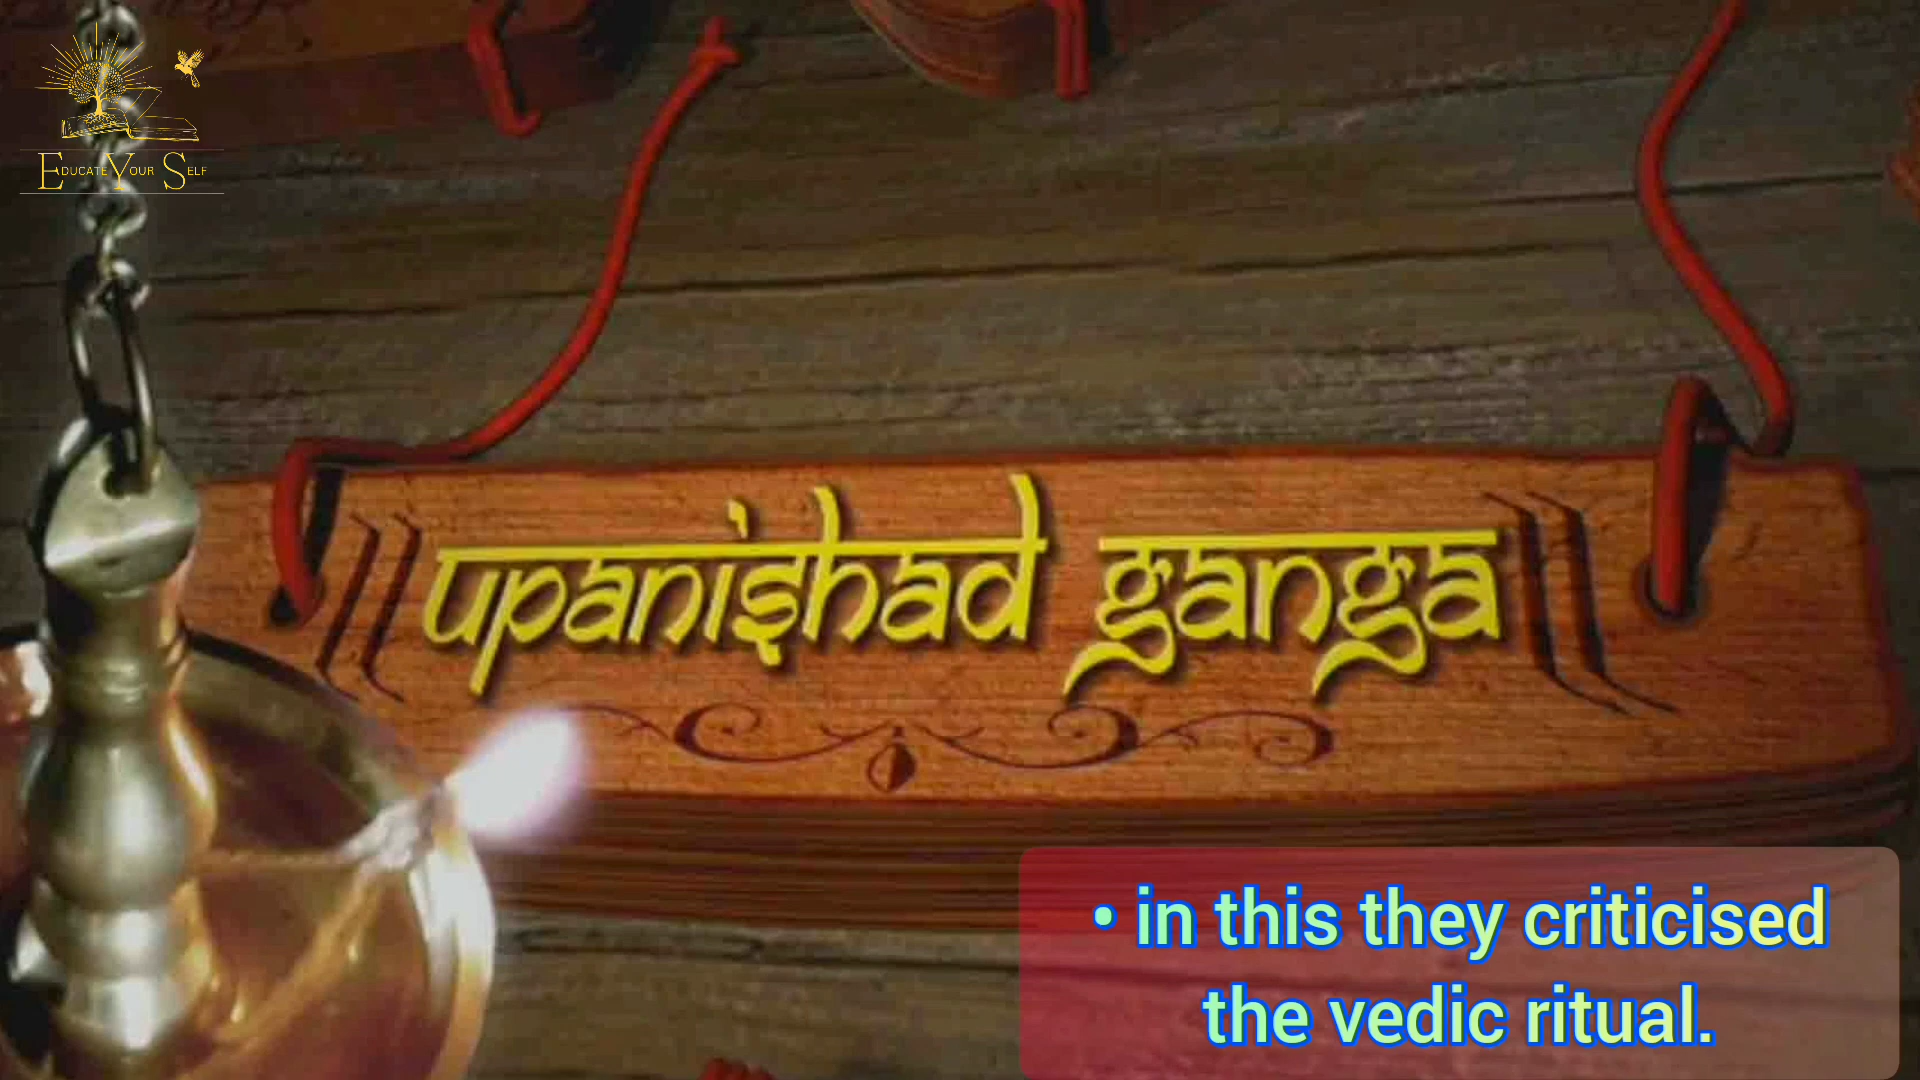 Educate Your Self
upanishad ganga
• in this they criticised
the vedic ritual.